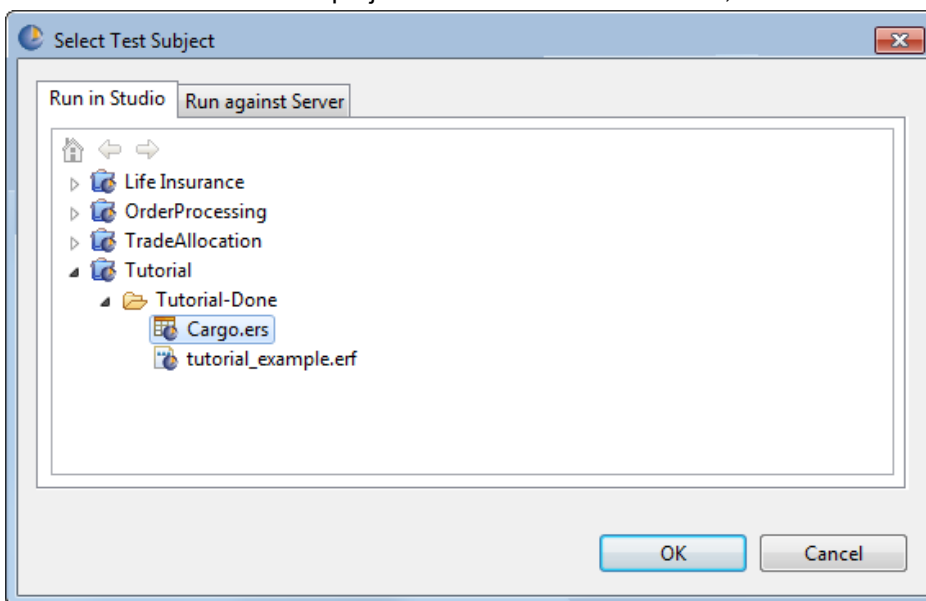 Select Test Subject
Run in Studio Run against Server
Life Insurance
OrderProcessing
TradeAllocation
Tutorial
Tutorial-Done
Cargo.ers
tutorial_example.erf
OK Cancel